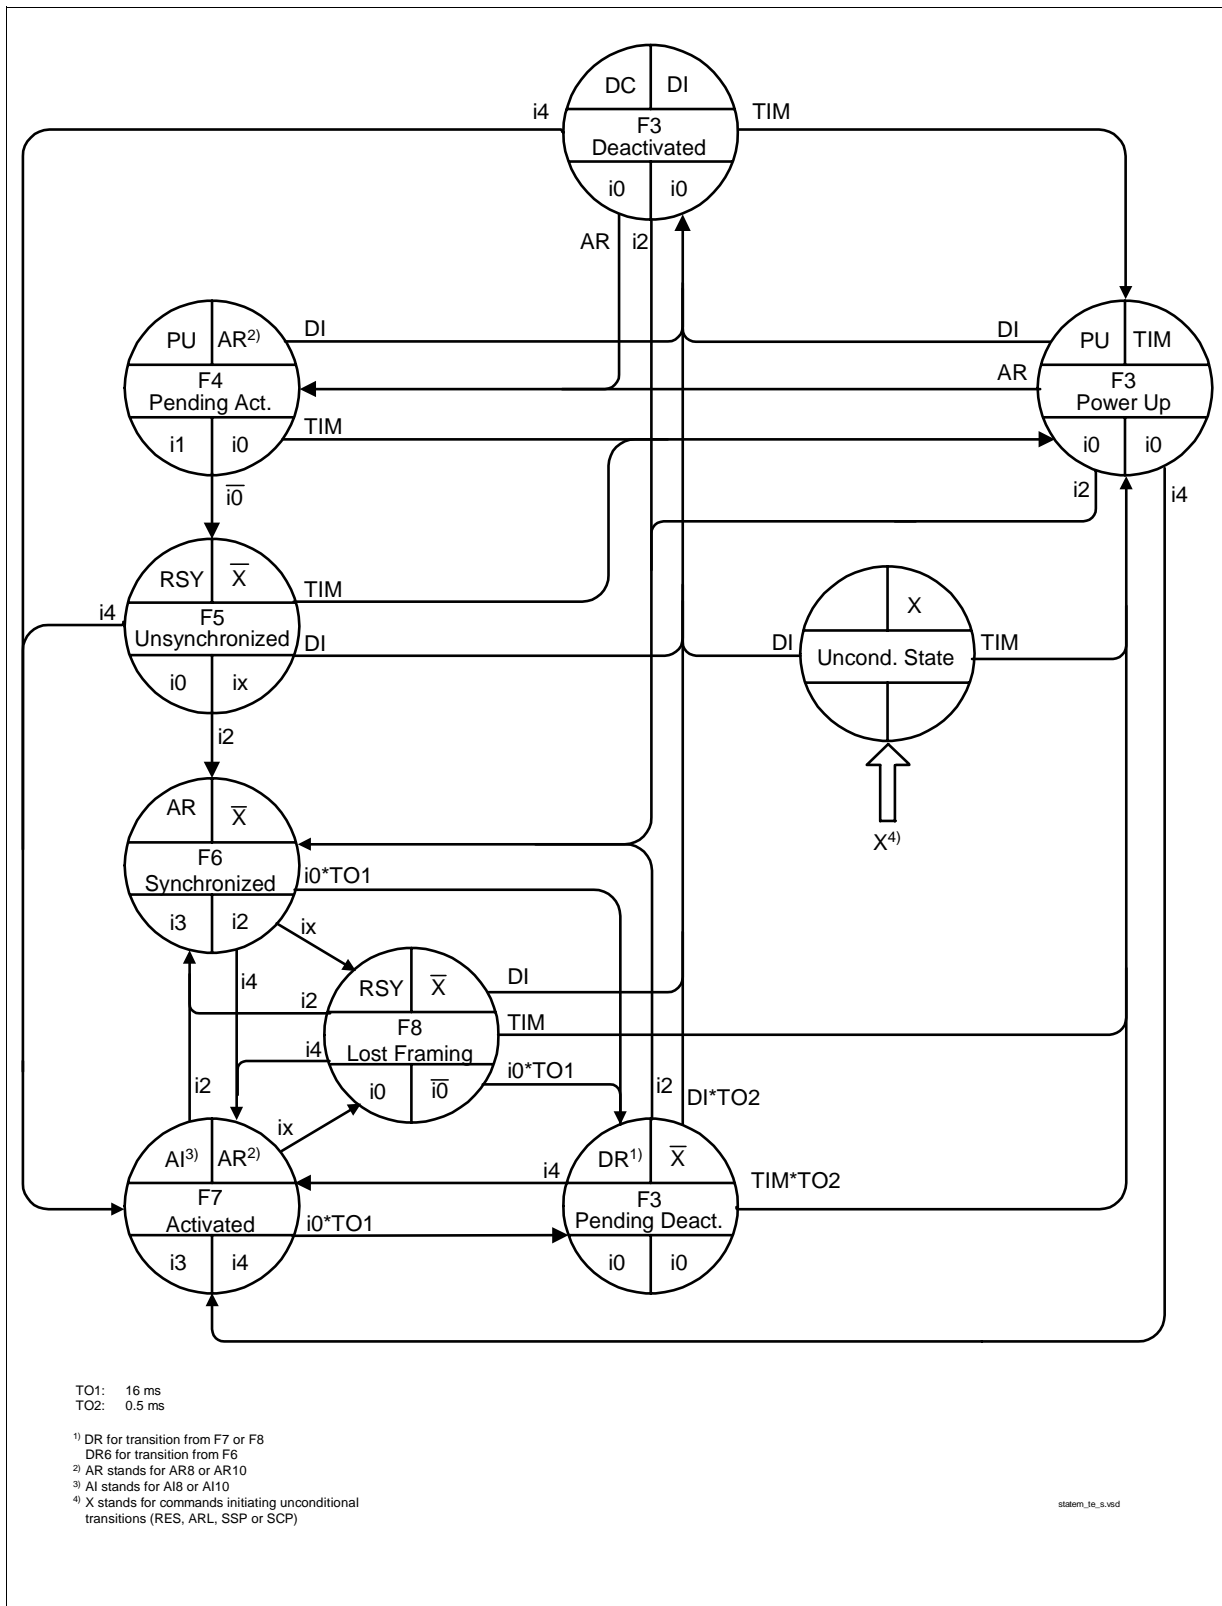 DC DI
i4 TIM
F3
Deactivated
i0 i0
AR i2
PU AR²⁾ DI
DI PU TIM
AR
F4
Pending Act.
F3
Power Up
TIM
i1 i0
i0 i0
i2 i4
i̅0̅
RSY X̅
TIM
X
i4
F5
Unsynchronized
DI
DI Uncond. State TIM
i0 ix
i2
AR X̅
X⁴⁾
F6
Synchronized
i0*TO1
i3 i2
ix
i4
RSY X̅ DI
i2
TIM
F8
Lost Framing
i4
i0*TO1
i0 i̅0̅
i2
i2
DI*TO2
ix
AI³⁾ AR²⁾
DR¹⁾ X̅
i4
TIM*TO2
F7
Activated
i0*TO1
F3
Pending Deact.
i3 i4
i0 i0
TO1: 16 ms
TO2: 0.5 ms
¹⁾ DR for transition from F7 or F8
DR6 for transition from F6
²⁾ AR stands for AR8 or AR10
³⁾ AI stands for AI8 or AI10
⁴⁾ X stands for commands initiating unconditional
transitions (RES, ARL, SSP or SCP)
statem_te_s.vsd